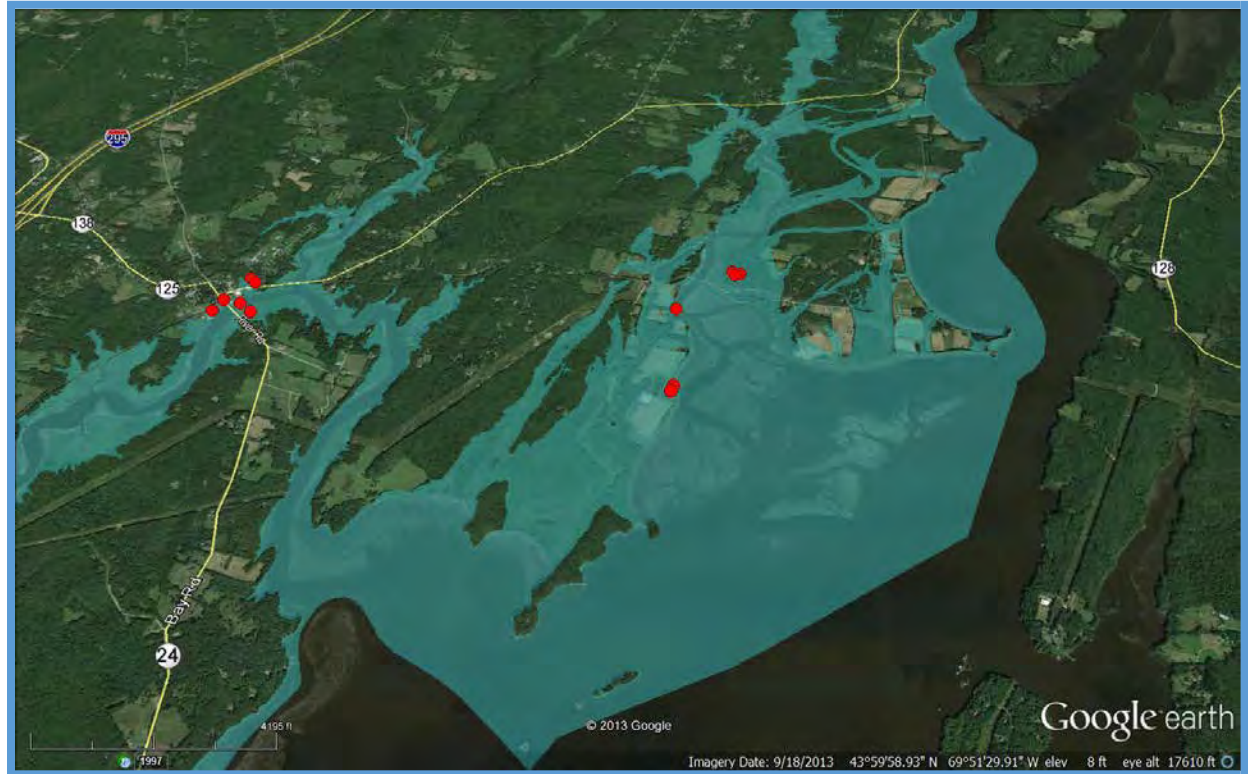 295
138
125
128
Bay Rd
24
4195 ft
© 2013 Google
Google earth
1997
Imagery Date: 9/18/2013 43°59'58.93" N 69°51'29.91" W elev 8 ft eye alt 17610 ft